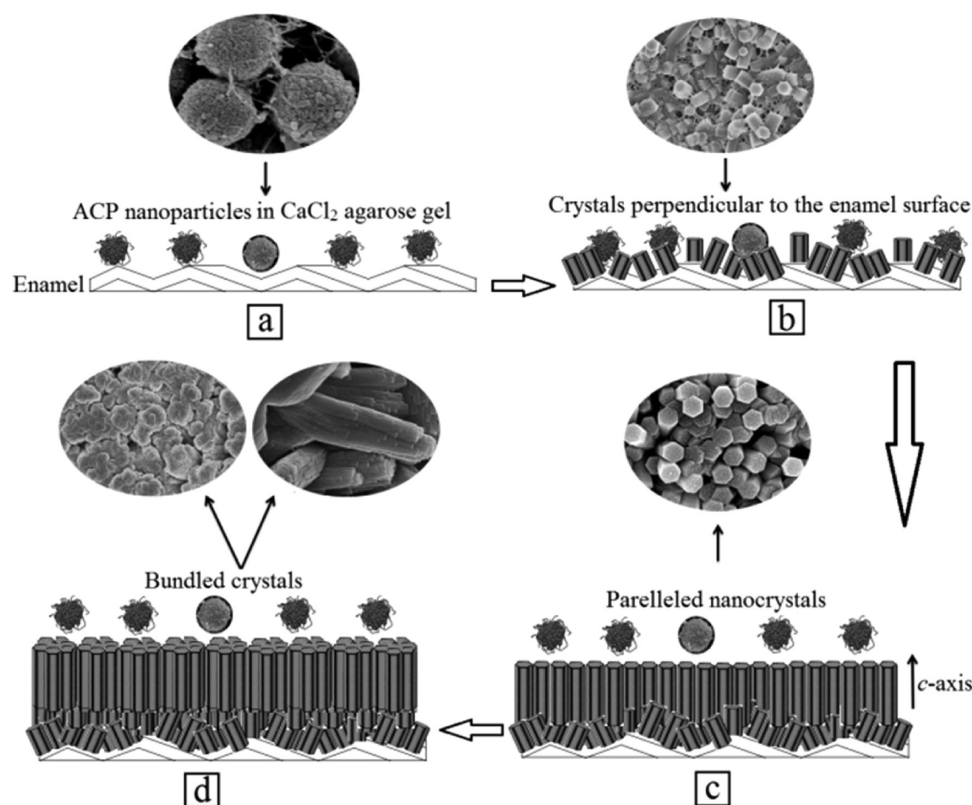 ACP nanoparticles in CaCl₂ agarose gel
Enamel
a
Crystals perpendicular to the enamel surface
b
Parelleled nanocrystals
c-axis
c
Bundled crystals
d